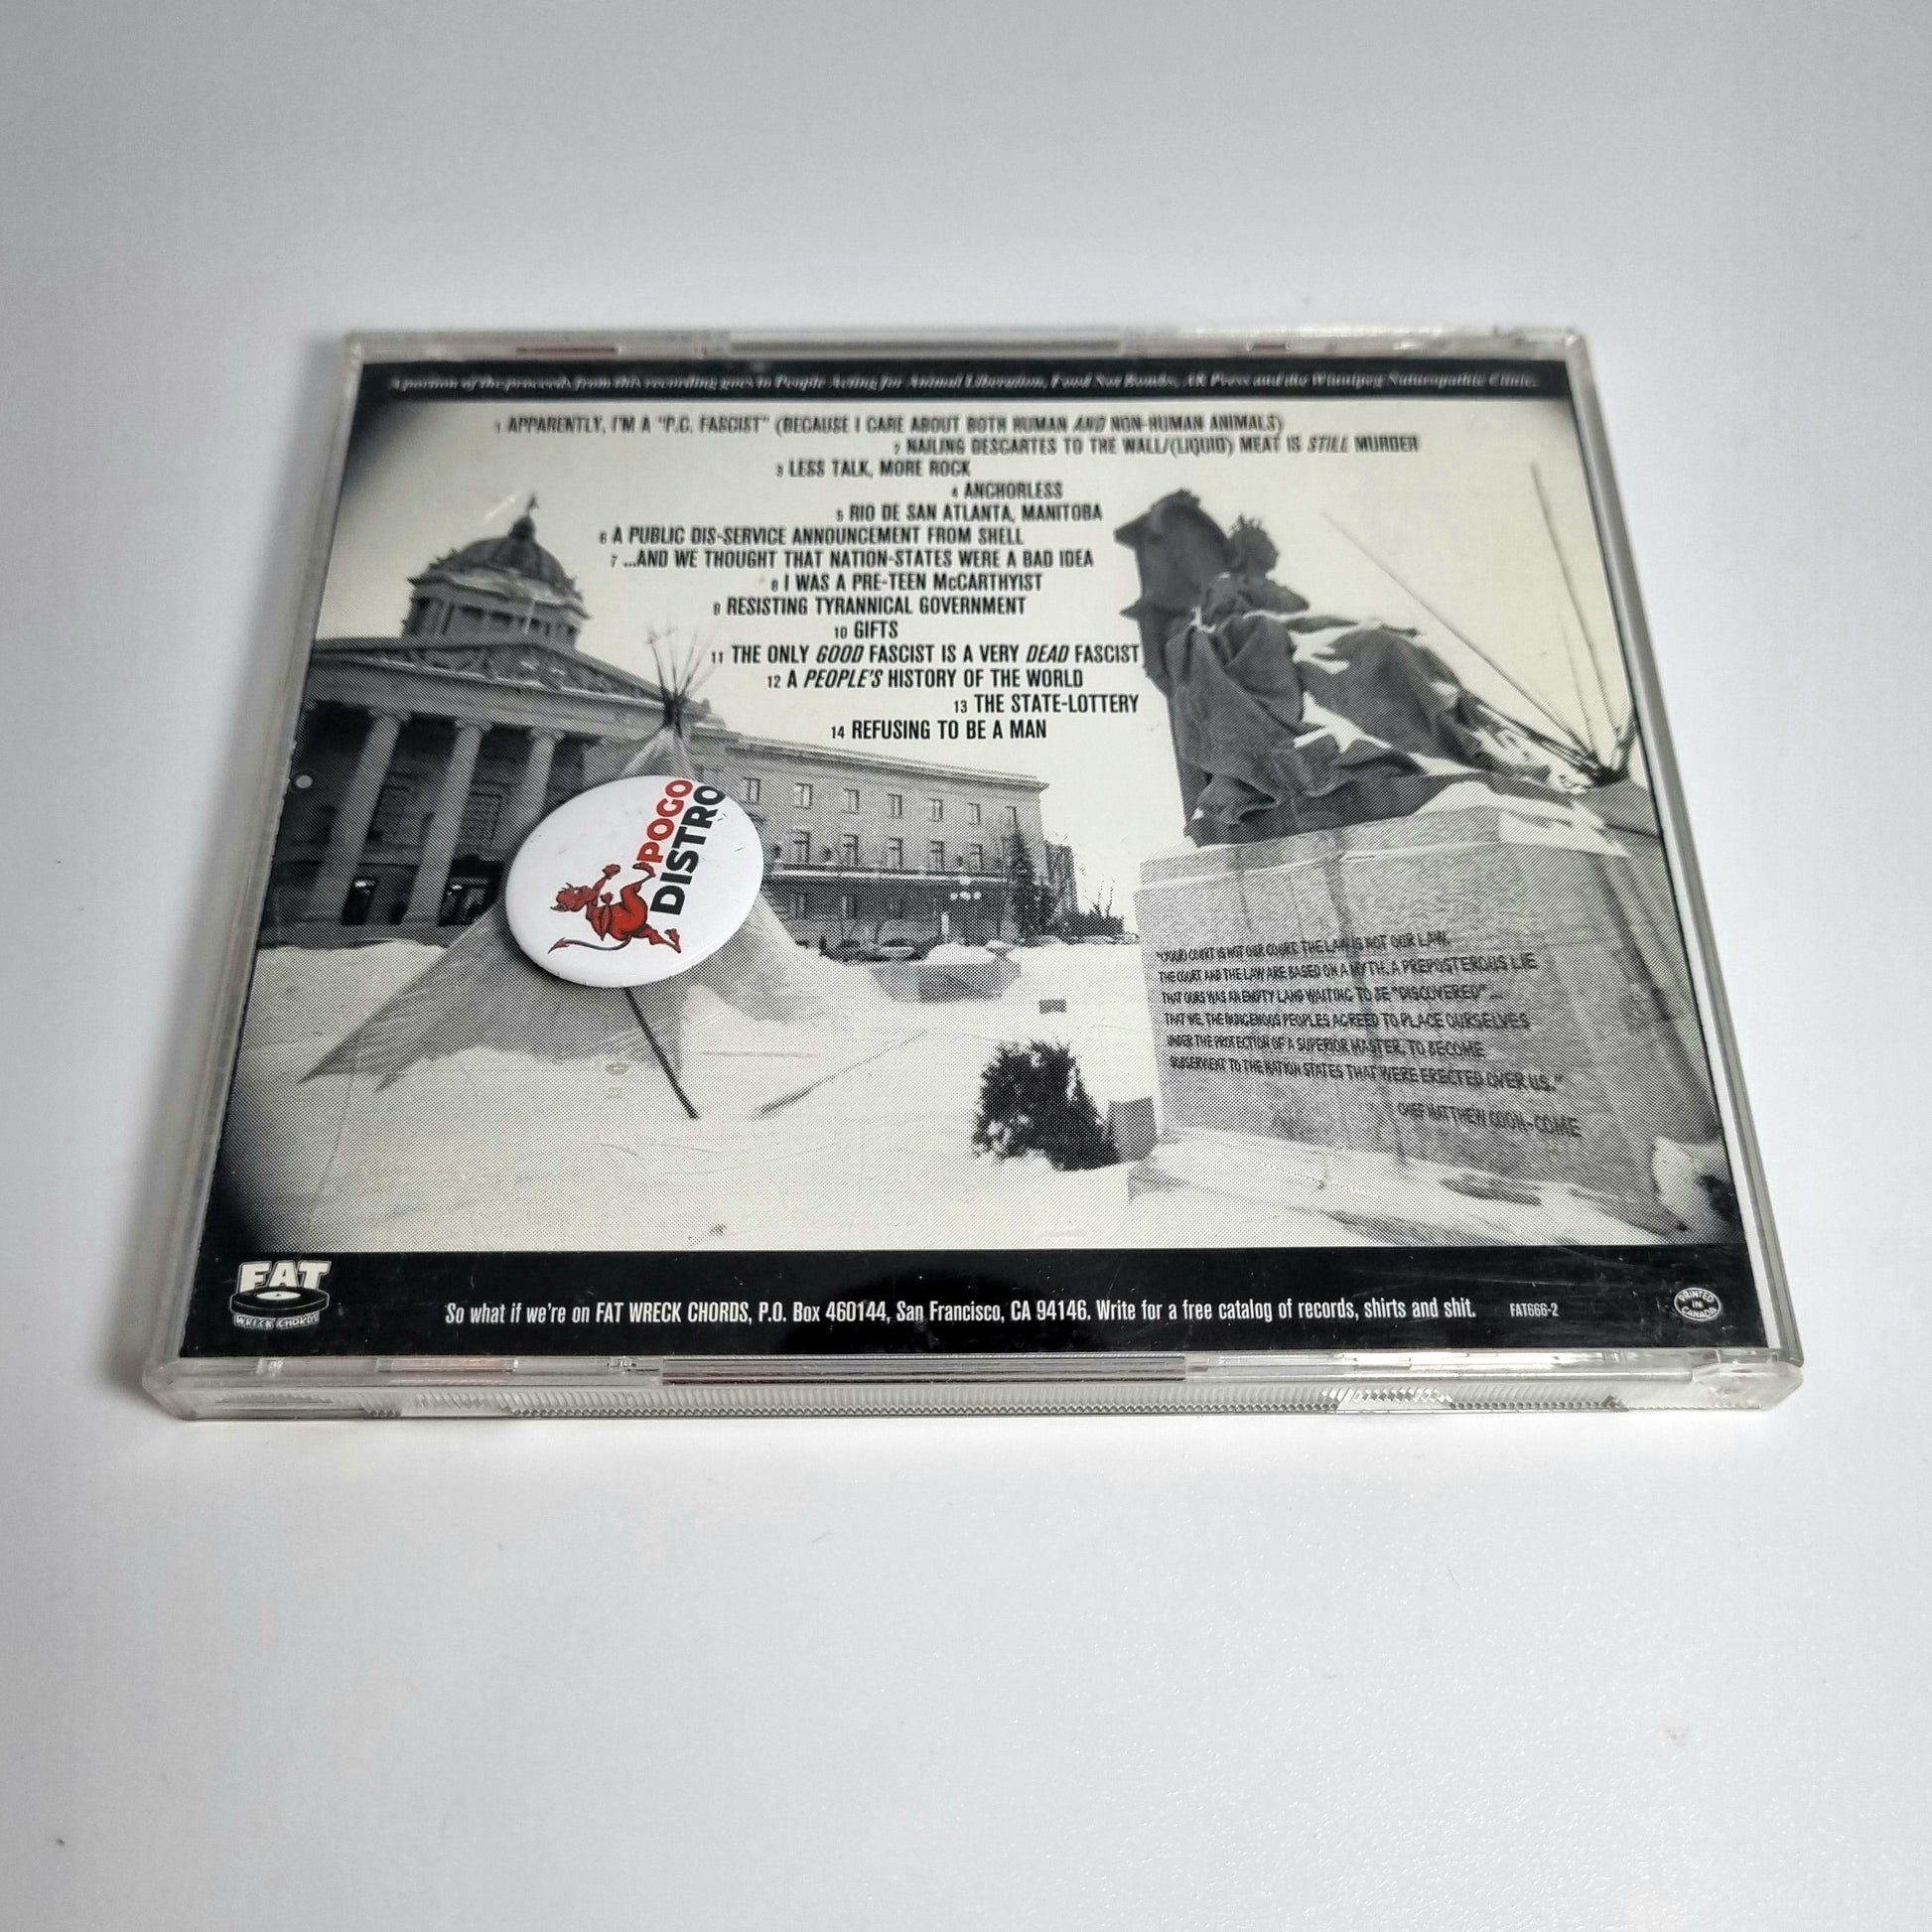 A portion of the proceeds from this recording goes to People Acting for Animal Liberation, Food Not Bombs, AK Press and the Winnipeg Naturopathic Clinic.
1 APPARENTLY, I'M A "P.C. FASCIST" (BECAUSE I CARE ABOUT BOTH HUMAN AND NON-HUMAN ANIMALS)
2 NAILING DESCARTES TO THE WALL/(LIQUID) MEAT IS STILL MURDER
3 LESS TALK, MORE ROCK
4 ANCHORLESS
5 RIO DE SAN ATLANTA, MANITOBA
6 A PUBLIC DIS-SERVICE ANNOUNCEMENT FROM SHELL
7 ...AND WE THOUGHT THAT NATION-STATES WERE A BAD IDEA
8 I WAS A PRE-TEEN McCARTHYIST
9 RESISTING TYRANNICAL GOVERNMENT
10 GIFTS
11 THE ONLY GOOD FASCIST IS A VERY DEAD FASCIST
12 A PEOPLE'S HISTORY OF THE WORLD
13 THE STATE-LOTTERY
14 REFUSING TO BE A MAN
POGO
DISTRO
"YOUR COURT IS NOT OUR COURT. THE LAW IS NOT OUR LAW.
THE COURT AND THE LAW ARE BASED ON A MYTH, A PREPOSTEROUS LIE
THAT OURS WAS AN EMPTY LAND WAITING TO BE "DISCOVERED"...
THAT WE, THE INDIGENOUS PEOPLES AGREED TO PLACE OURSELVES
UNDER THE PROTECTION OF A SUPERIOR MASTER, TO BECOME
SUBSERVIENT TO THE NATION STATES THAT WERE ERECTED OVER US."
CHIEF MATTHEW COON-COME
FAT
WRECK CHORDS
So what if we're on FAT WRECK CHORDS, P.O. Box 460144, San Francisco, CA 94146. Write for a free catalog of records, shirts and shit.
FAT666-2
PRINTED
IN
CANADA